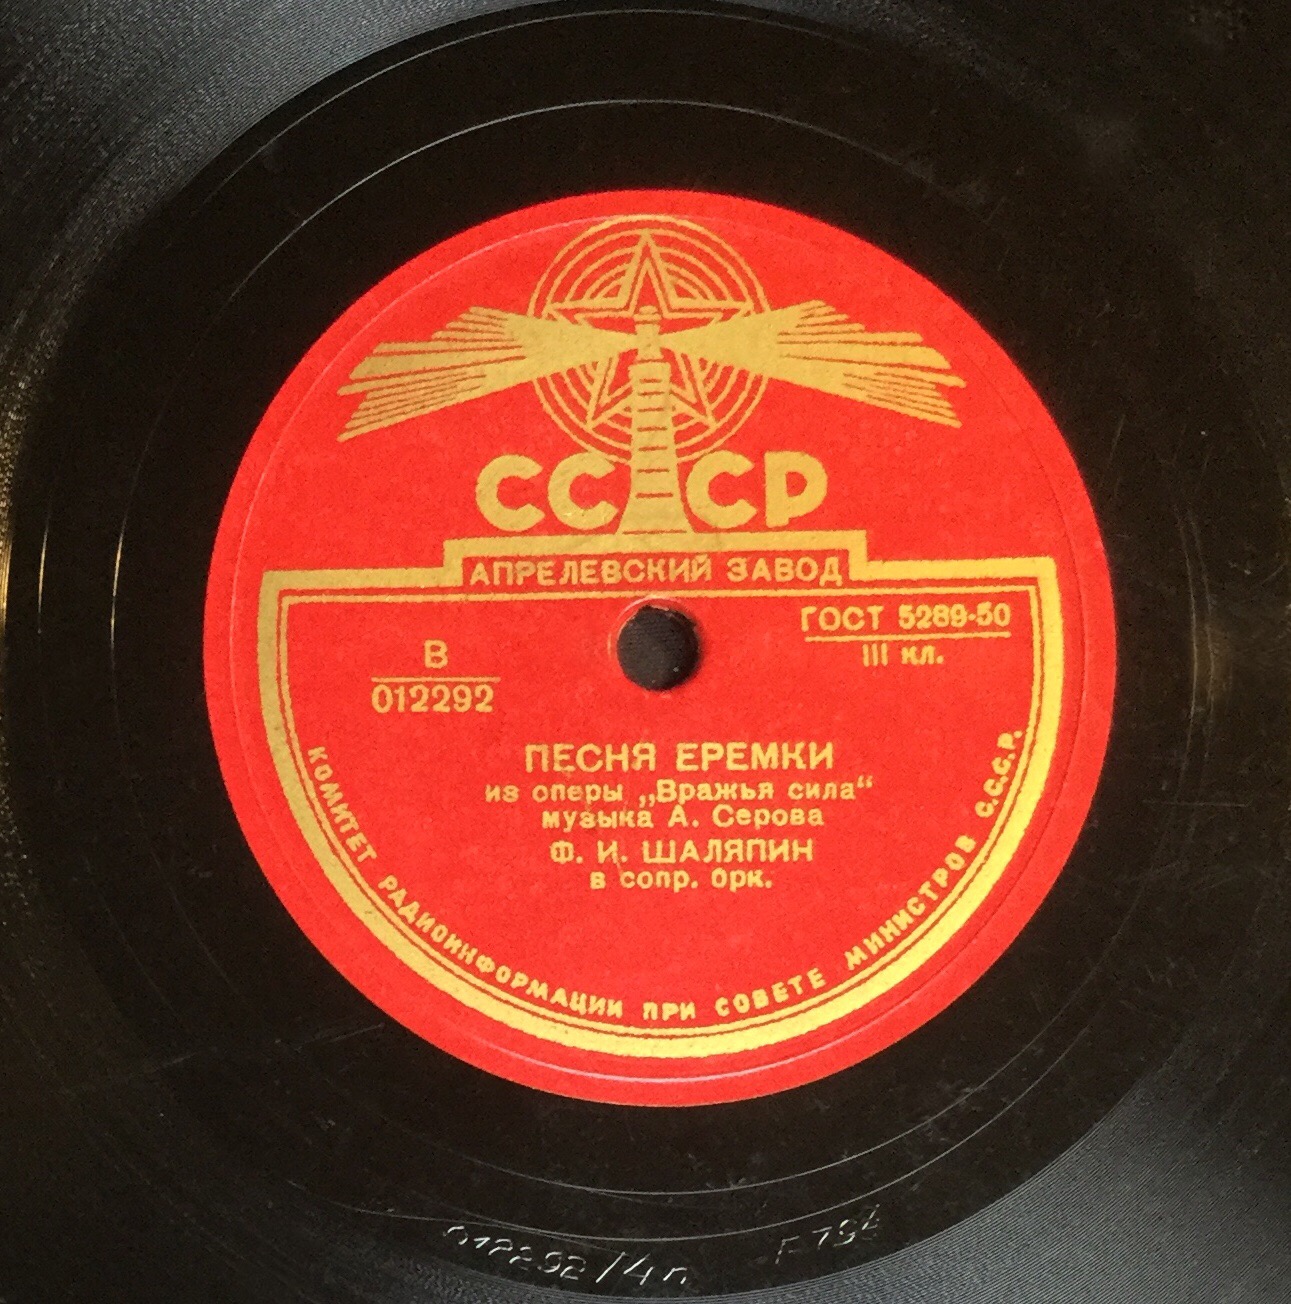 СССР
АПРЕЛЕВСКИЙ ЗАВОД
ГОСТ 5289-50
III кл.
В
012292
ПЕСНЯ ЕРЕМКИ
из оперы „Вражья сила“
музыка А. Серова
Ф. И. ШАЛЯПИН
в сопр. орк.
КОМИТЕТ РАДИОИНФОРМАЦИИ ПРИ СОВЕТЕ МИНИСТРОВ С.С.С.Р.
012292/4п